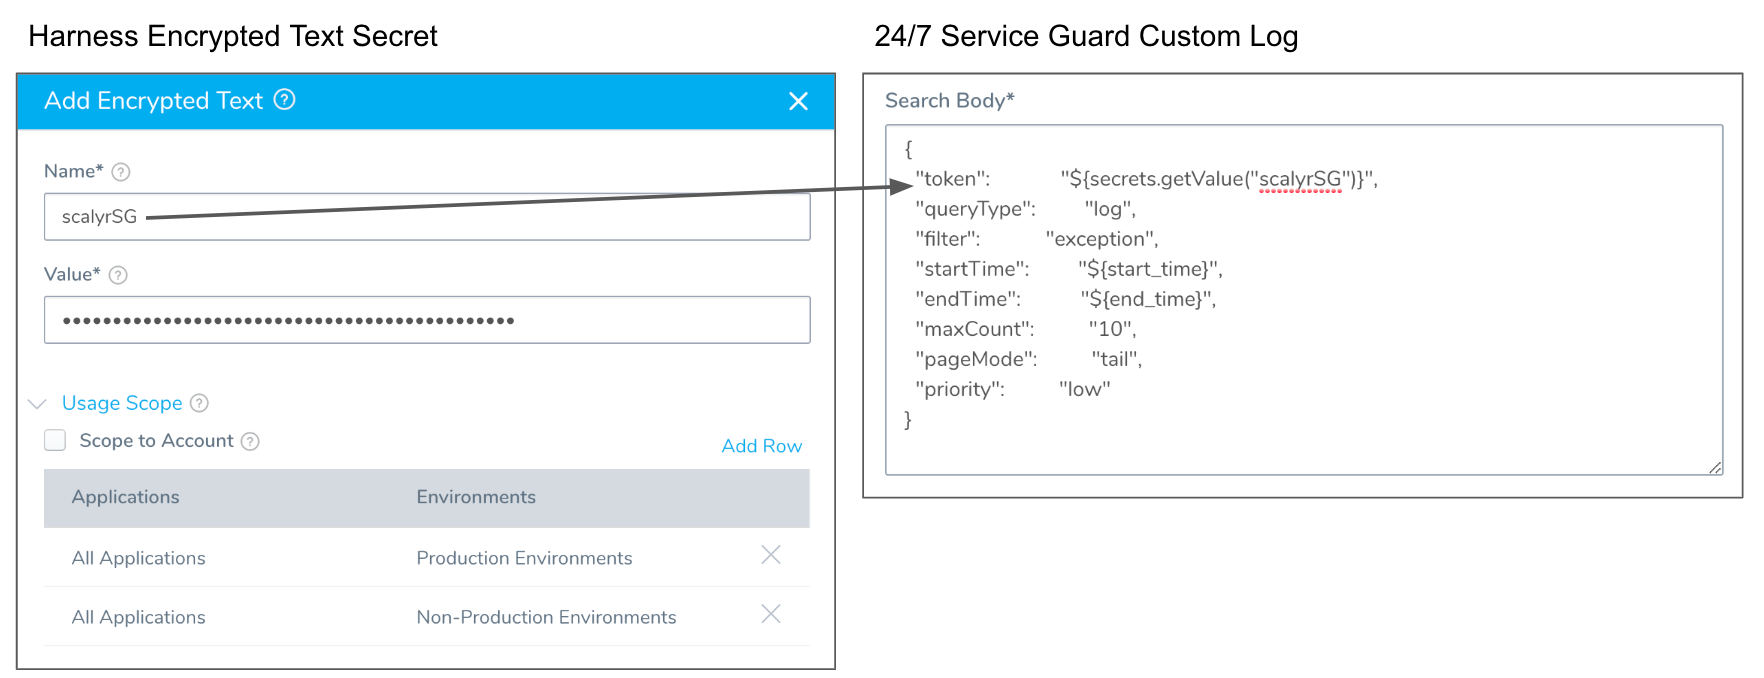 Harness Encrypted Text Secret
Add Encrypted Text ?
Name* ?
scalyrSG
Value* ?
•••••••••••••••••••••••••••••••••••••••••••••
Usage Scope ?
Scope to Account ?
Add Row
Applications Environments
All Applications Production Environments
All Applications Non-Production Environments
24/7 Service Guard Custom Log
Search Body*
{
"token": "${secrets.getValue("scalyrSG")}",
"queryType": "log",
"filter": "exception",
"startTime": "${start_time}",
"endTime": "${end_time}",
"maxCount": "10",
"pageMode": "tail",
"priority": "low"
}